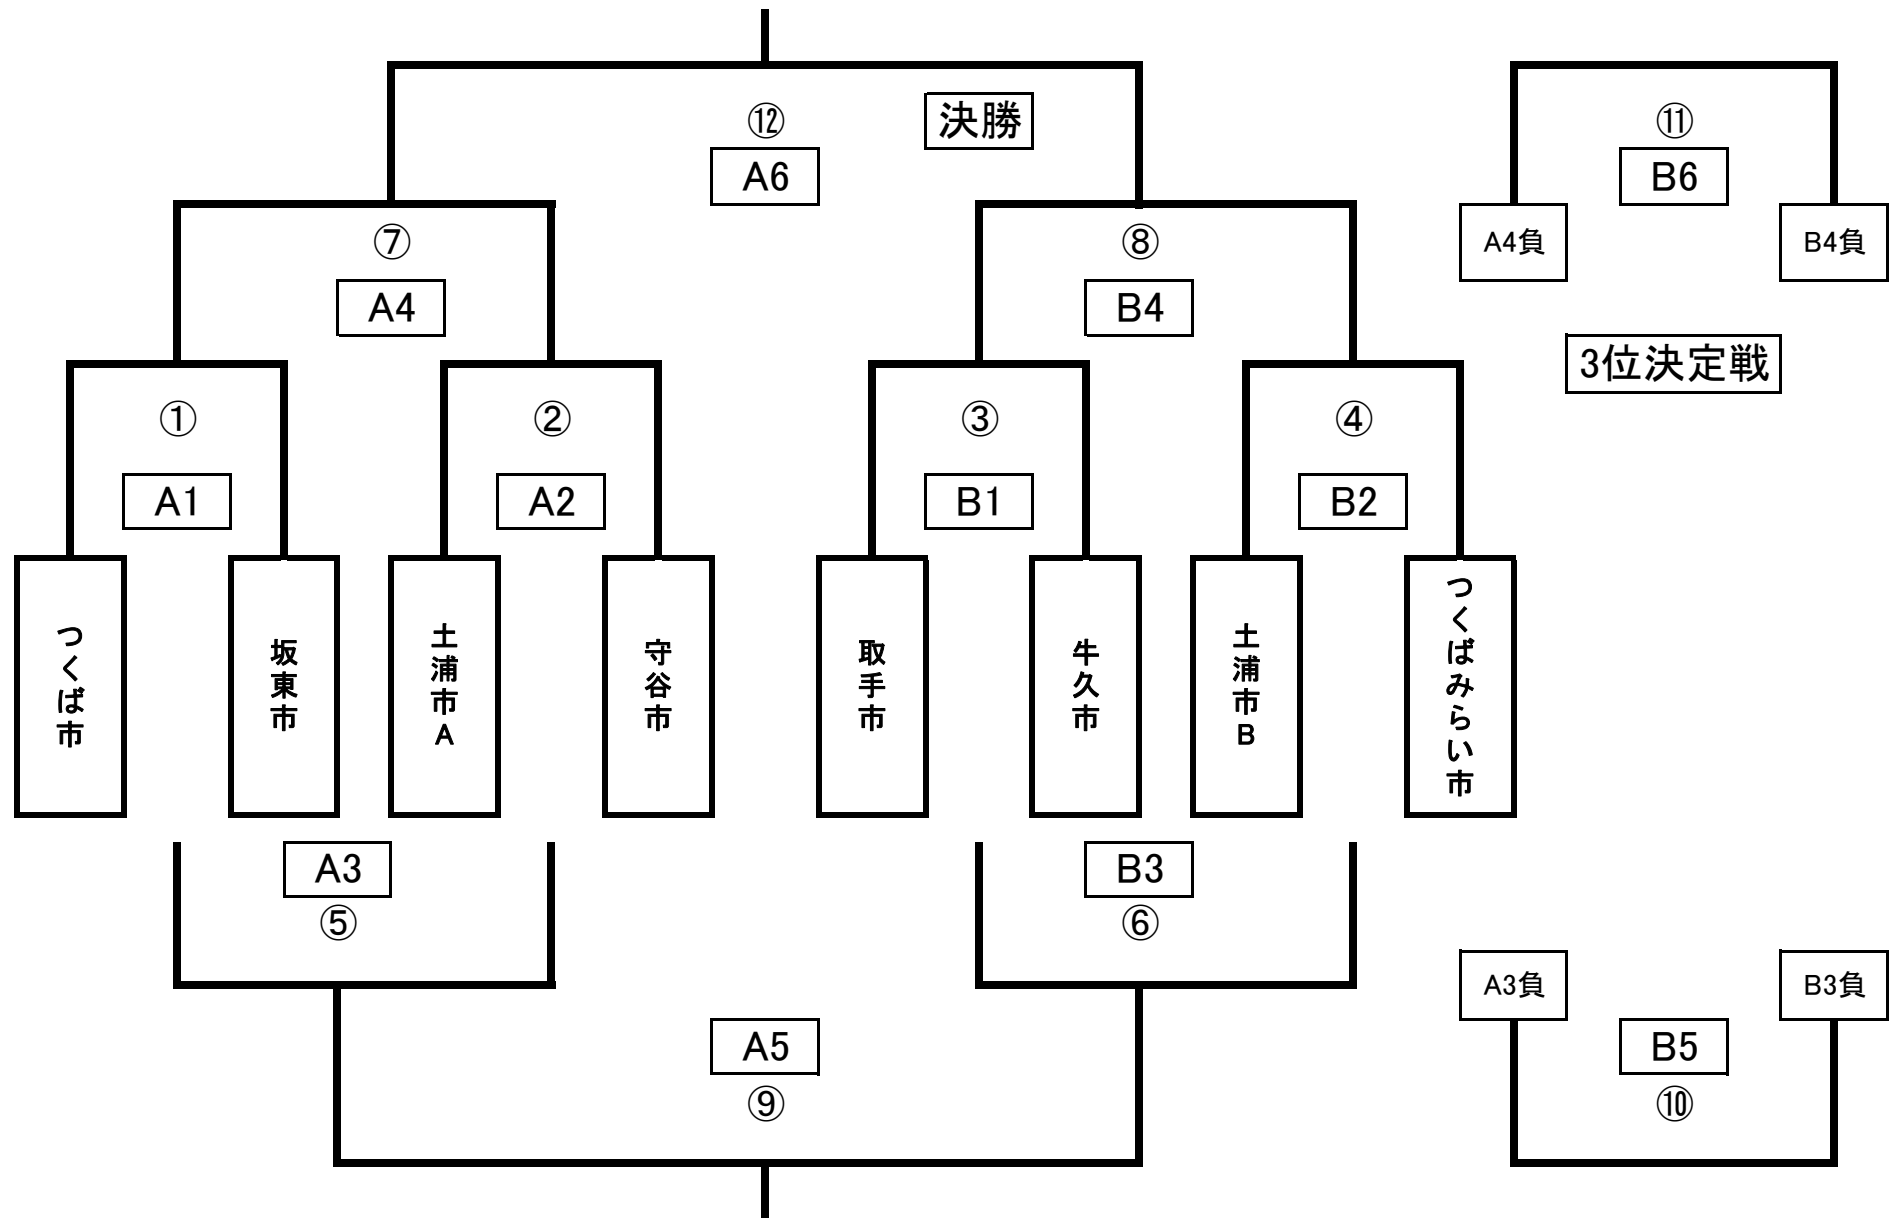 ⑫
決勝
A6
⑪
B6
A4負
B4負
⑦
A4
⑧
B4
3位決定戦
①
A1
②
A2
③
B1
④
B2
つくば市
坂東市
土浦市A
守谷市
取手市
牛久市
土浦市B
つくばみらい市
A3
⑤
B3
⑥
A3負
B3負
A5
⑨
B5
⑩